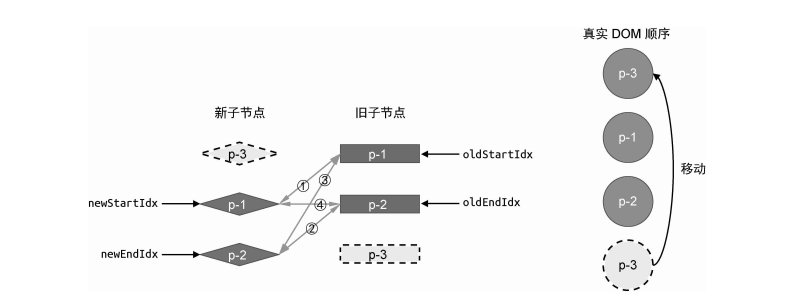 真实 DOM 顺序
p-3
新子节点
旧子节点
p-3
p-1
oldStartIdx
p-1
①
③
移动
newStartIdx
p-1
④
p-2
oldEndIdx
p-2
②
newEndIdx
p-2
p-3
p-3